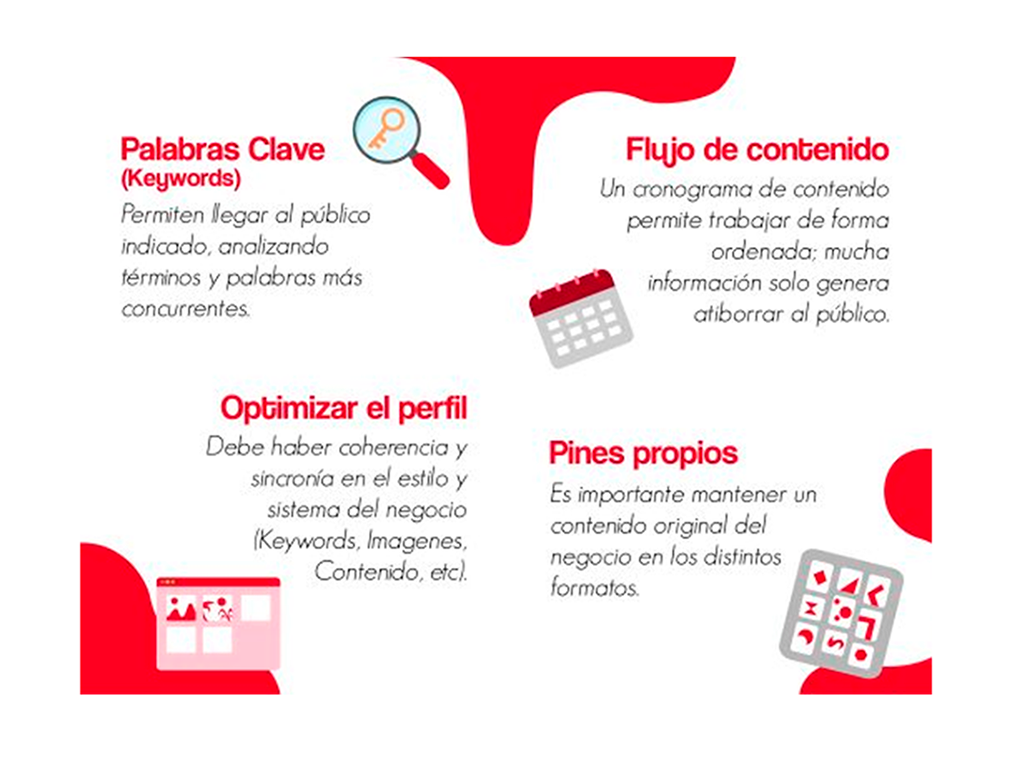 Palabras Clave
(Keywords)
Permiten llegar al público
indicado, analizando
términos y palabras más
concurrentes.
Flujo de contenido
Un cronograma de contenido
permite trabajar de forma
ordenada; mucha
información solo genera
atiborrar al público.
Optimizar el perfil
Debe haber coherencia y
sincronía en el estilo y
sistema del negocio
(Keywords, Imagenes,
Contenido, etc).
Pines propios
Es importante mantener un
contenido original del
negocio en los distintos
formatos.